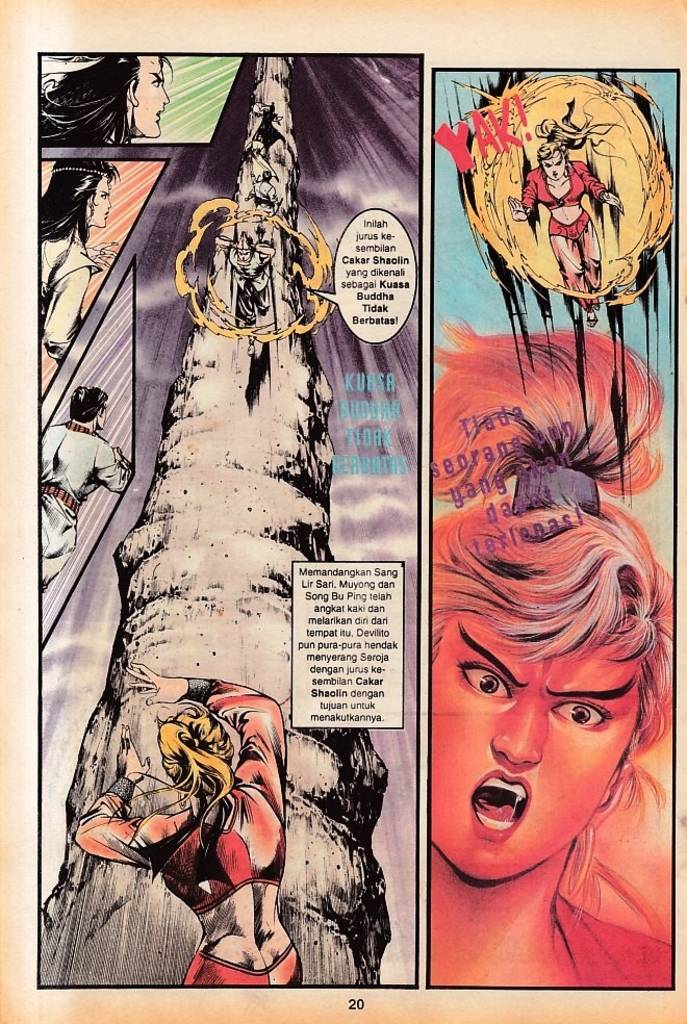 Inilah
jurus ke-
sembilan
Cakar Shaolin
yang dikenali
sebagai Kuasa
Buddha
Tidak
Berbatas!
KUASA
BUDDHA
TIDAK
BERBATAS
Memandangkan Sang
Lir Sari, Muyong dan
Song Bu Ping telah
angkat kaki dan
melarikan diri dari
tempat itu, Devilito
pun pura-pura hendak
menyerang Seroja
dengan jurus ke-
sembilan Cakar
Shaolin dengan
tujuan untuk
menakutkannya.
YAK!
Tiada
seorang pun
yang akan
dapat
terlepas!
20